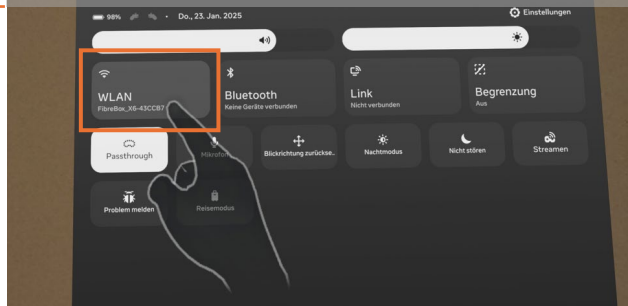 98% • Do., 23. Jan. 2025
Einstellungen
WLAN
FibreBox_X6-43CCB7
Bluetooth
Keine Geräte verbunden
Link
Nicht verbunden
Begrenzung
Aus
Passthrough
Mikrofon
Blickrichtung zurückse..
Nachtmodus
Nicht stören
Streamen
Problem melden
Reisemodus